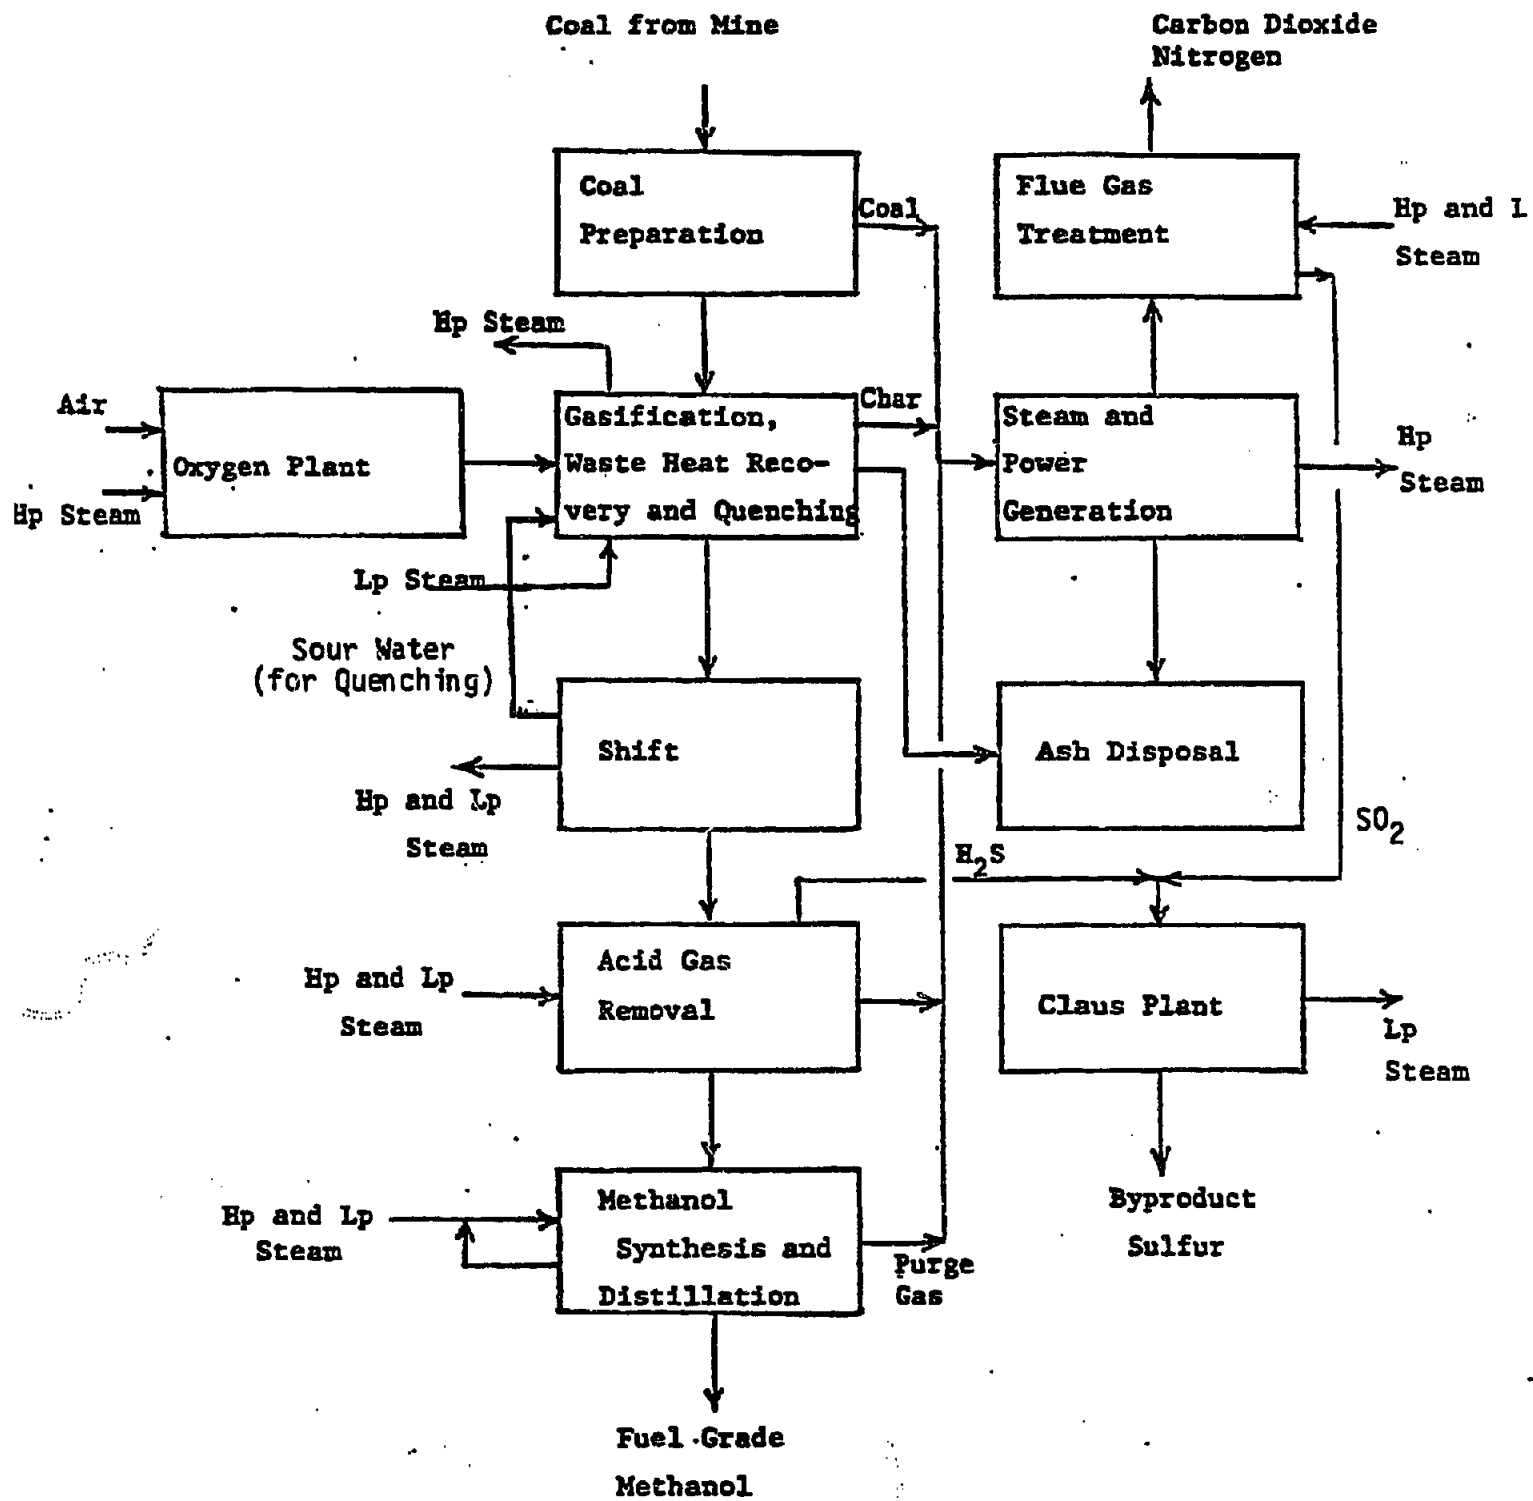 Coal from Mine
Carbon Dioxide
Nitrogen
Coal
Preparation
Coal
Flue Gas
Treatment
Hp and L
Steam
Hp Steam
Air
Hp Steam
Oxygen Plant
Gasification,
Waste Heat Reco-
very and Quenching
Char
Steam and
Power
Generation
Hp
Steam
Lp Steam
Sour Water
(for Quenching)
Shift
Hp and Lp
Steam
Ash Disposal
SO2
H2S
Hp and Lp
Steam
Acid Gas
Removal
Claus Plant
Lp
Steam
Hp and Lp
Steam
Methanol
Synthesis and
Distillation
Purge
Gas
Byproduct
Sulfur
Fuel Grade
Methanol